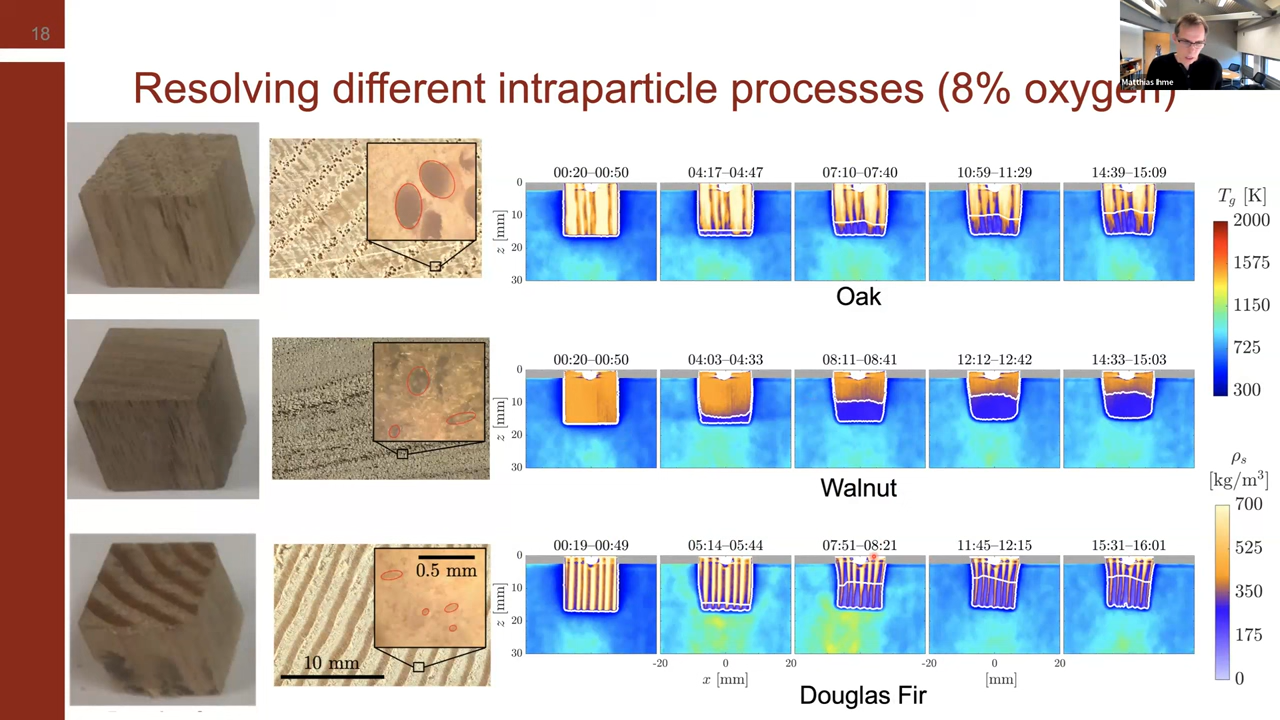 18
Matthias Ihme
Resolving different intraparticle processes (8% oxygen)
00:20–00:50 04:17–04:47 07:10–07:40 10:59–11:29 14:39–15:09
0
10
20
30
z [mm]
Oak
00:20–00:50 04:03–04:33 08:11–08:41 12:12–12:42 14:33–15:03
0
10
20
30
z [mm]
Walnut
0.5 mm
10 mm
00:19–00:49 05:14–05:44 07:51–08:21 11:45–12:15 15:31–16:01
0
10
20
30
z [mm]
-20 0 20 -20 0 20
x [mm] [mm]
Douglas Fir
Tg [K]
2000
1575
1150
725
300
ρs
[kg/m³]
700
525
350
175
0